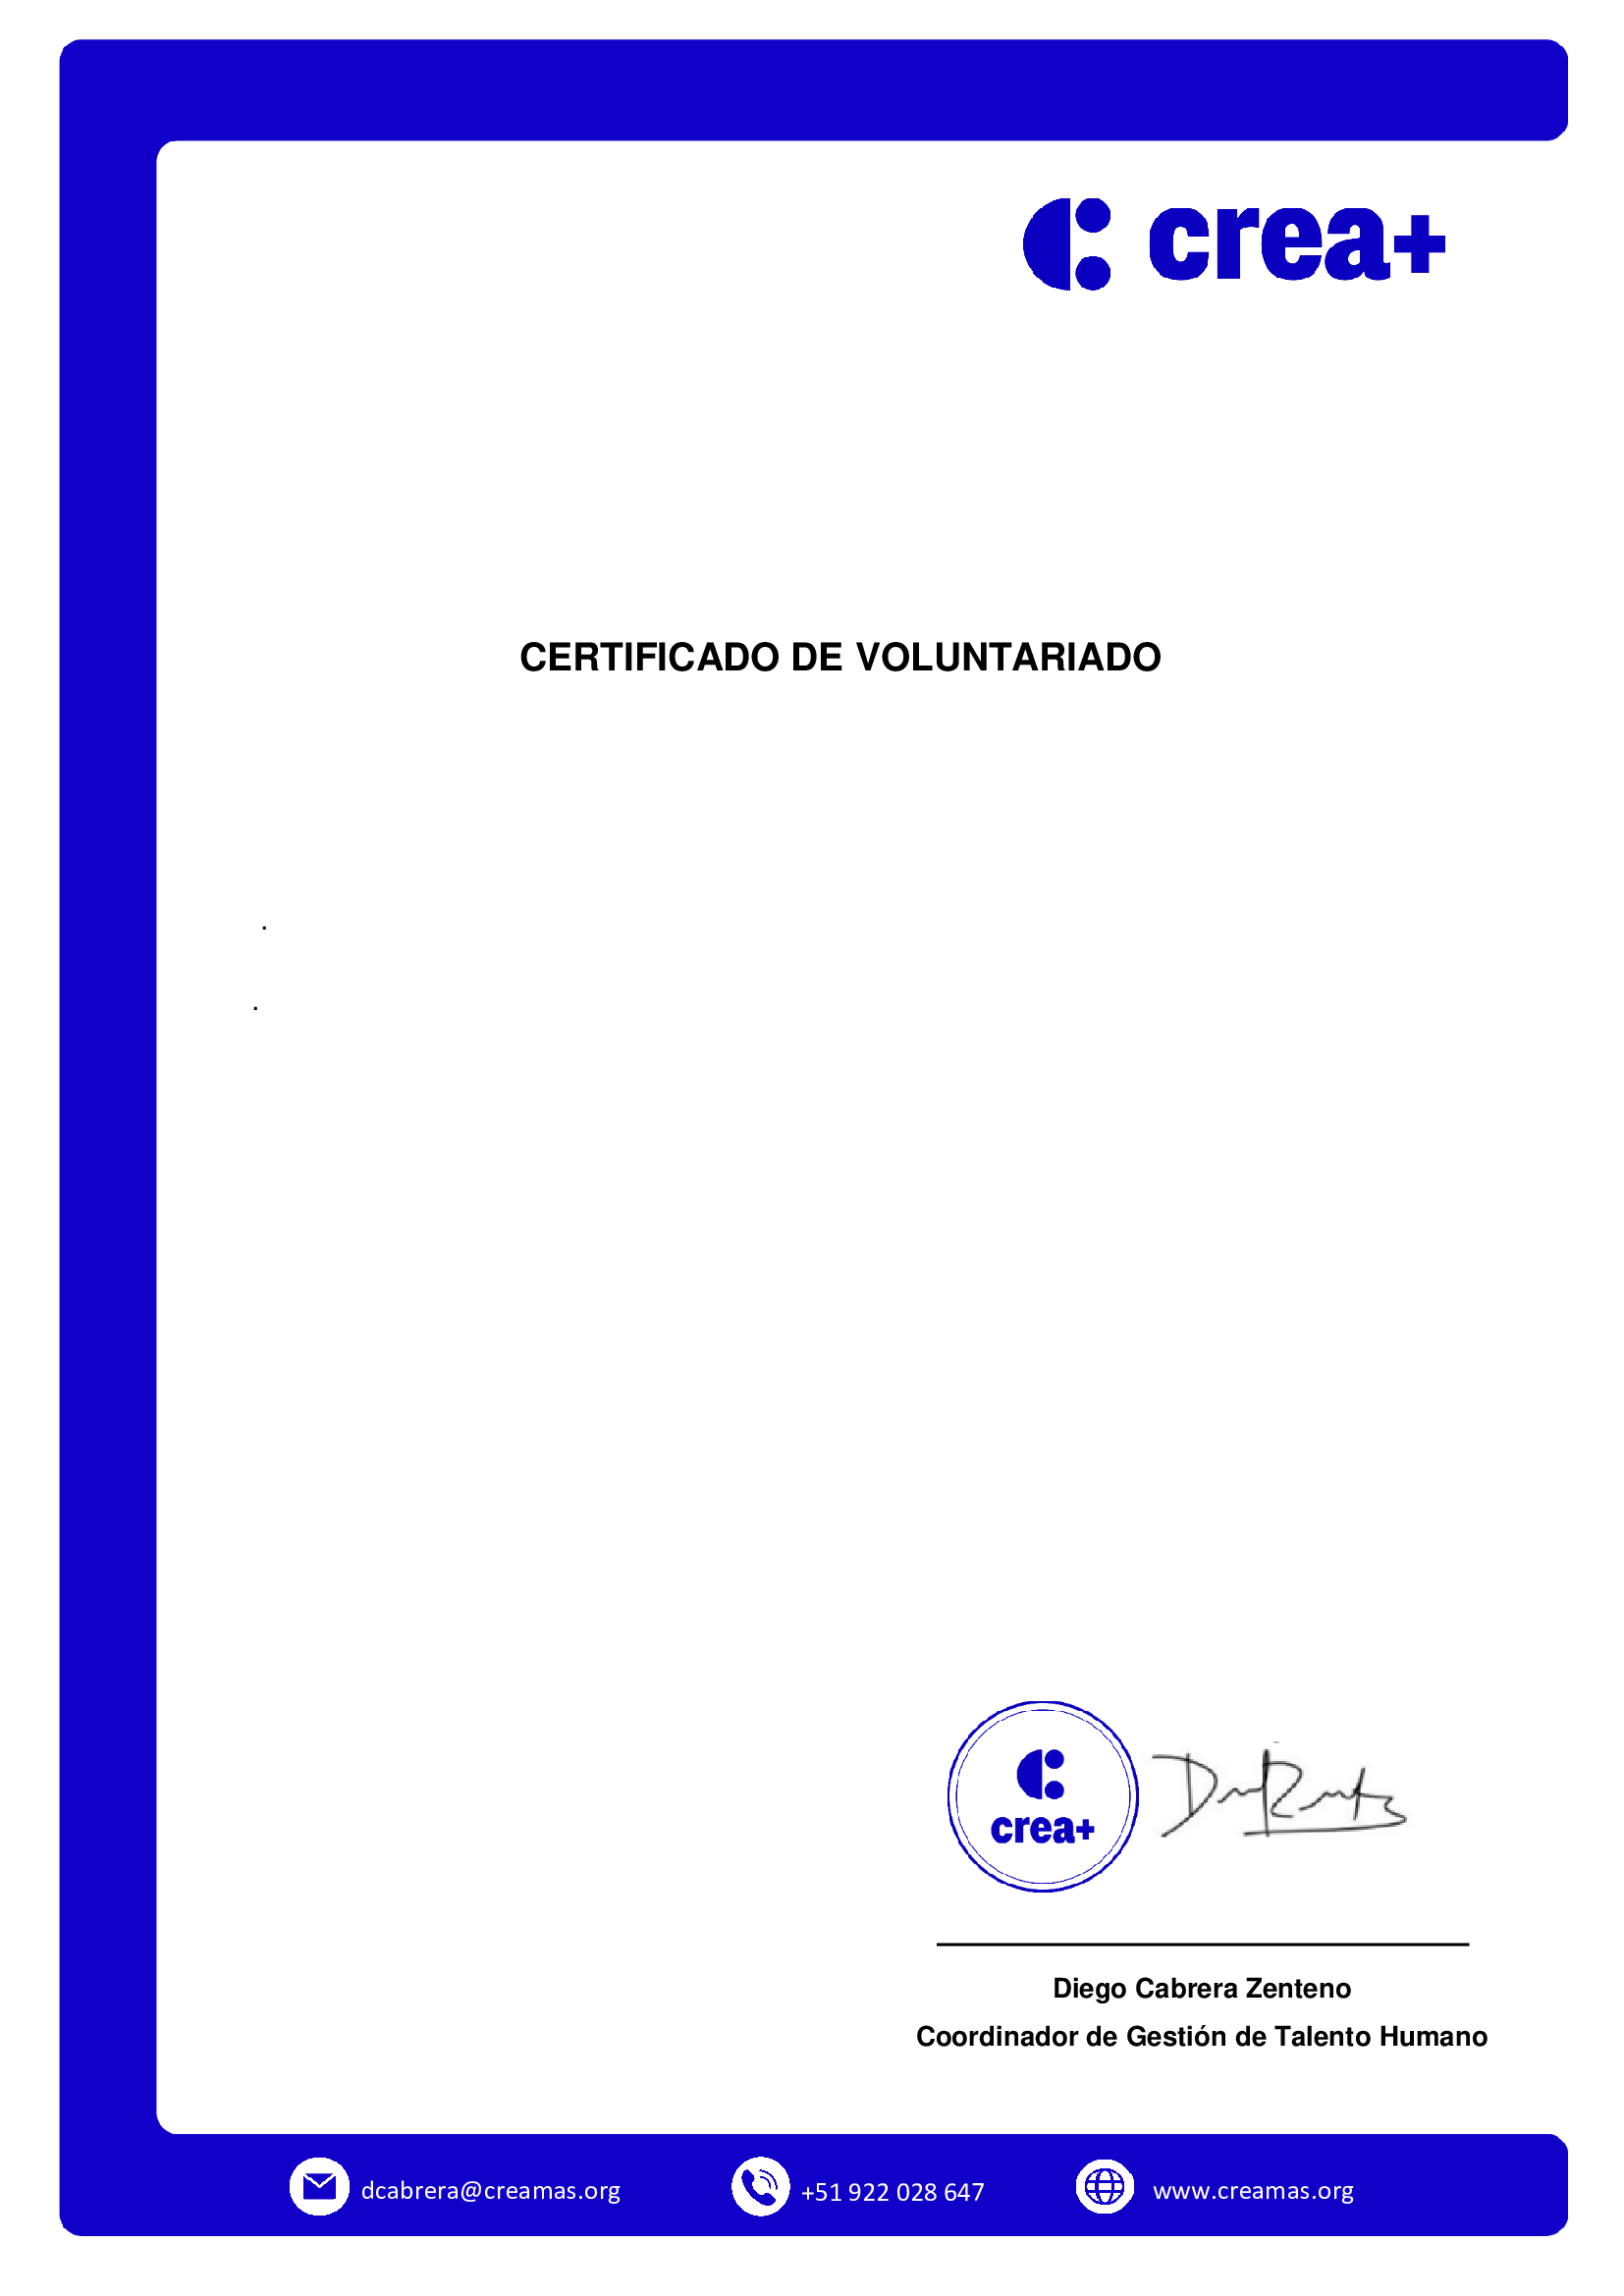 crea+
CERTIFICADO DE VOLUNTARIADO
.
.
crea+
Diego Cabrera Zenteno
Coordinador de Gestión de Talento Humano
dcabrera@creamas.org
+51 922 028 647
www.creamas.org